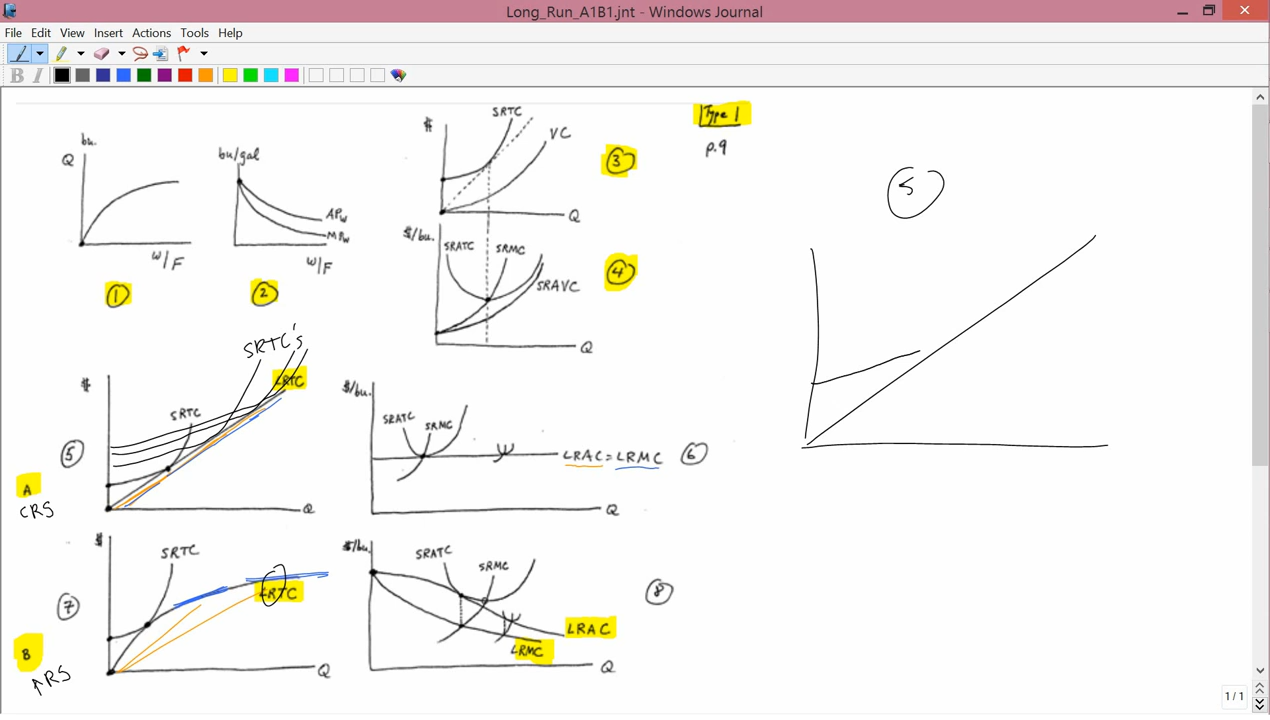 Long_Run_A1B1.jnt - Windows Journal
File Edit View Insert Actions Tools Help
B I
Type 1
p.9
bu.
Q
W/F
1
bu/gal
APw
MPw
W/F
2
$
SRTC
VC
Q
3
$/bu.
SRATC
SRMC
SRAVC
Q
4
5
SRTC's
$
LRTC
SRTC
5
Q
A
CRS
$/bu.
SRATC
SRMC
LRAC = LRMC
6
Q
$
SRTC
LRTC
7
Q
B
↑RS
$/bu.
SRATC
SRMC
LRAC
LRMC
8
Q
1 / 1